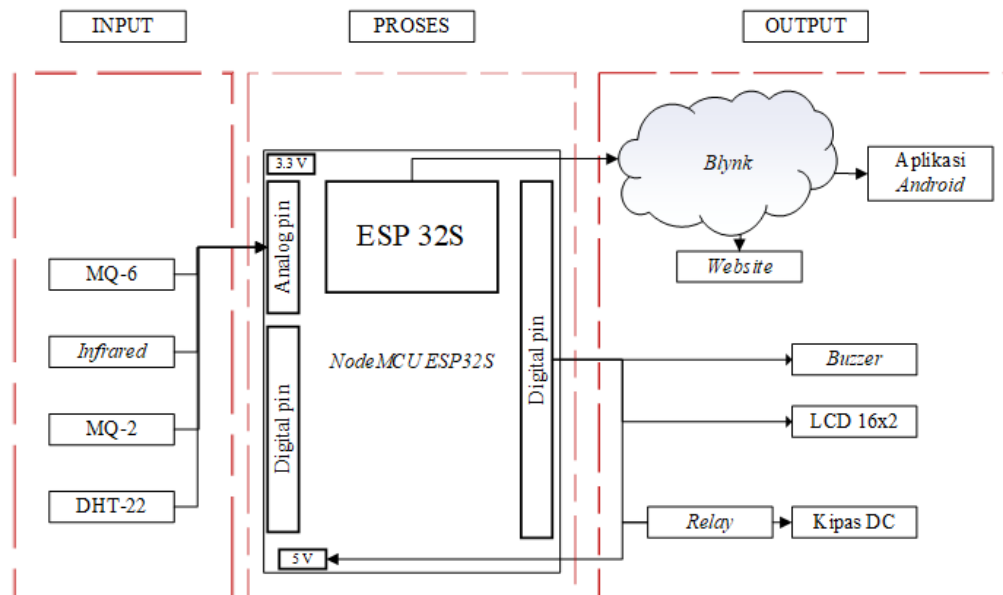 INPUT
PROSES
OUTPUT
MQ-6
Infrared
MQ-2
DHT-22
3.3 V
Analog pin
Digital pin
ESP 32S
NodeMCU ESP32S
Digital pin
5 V
Blynk
Aplikasi
Android
Website
Buzzer
LCD 16x2
Relay
Kipas DC